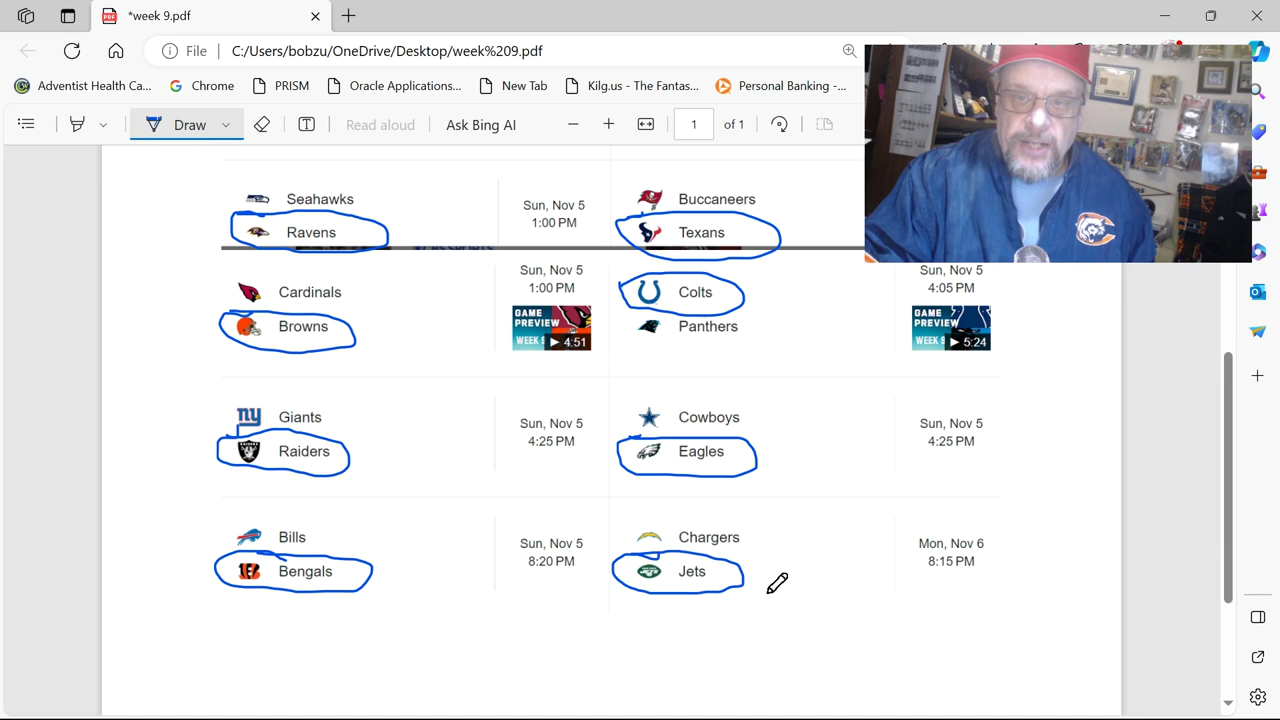 *week 9.pdf
File
C:/Users/bobzu/OneDrive/Desktop/week%209.pdf
Adventist Health Ca...
Chrome
PRISM
Oracle Applications...
New Tab
Kilg.us - The Fantas...
Personal Banking -...
Draw
Read aloud
Ask Bing AI
1
of 1
Seahawks
Ravens
Sun, Nov 5
1:00 PM
Buccaneers
Texans
Cardinals
Browns
Sun, Nov 5
1:00 PM
GAME
PREVIEW
4:51
Colts
Panthers
Sun, Nov 5
4:05 PM
GAME
PREVIEW
5:24
Giants
Raiders
Sun, Nov 5
4:25 PM
Cowboys
Eagles
Sun, Nov 5
4:25 PM
Bills
Bengals
Sun, Nov 5
8:20 PM
Chargers
Jets
Mon, Nov 6
8:15 PM